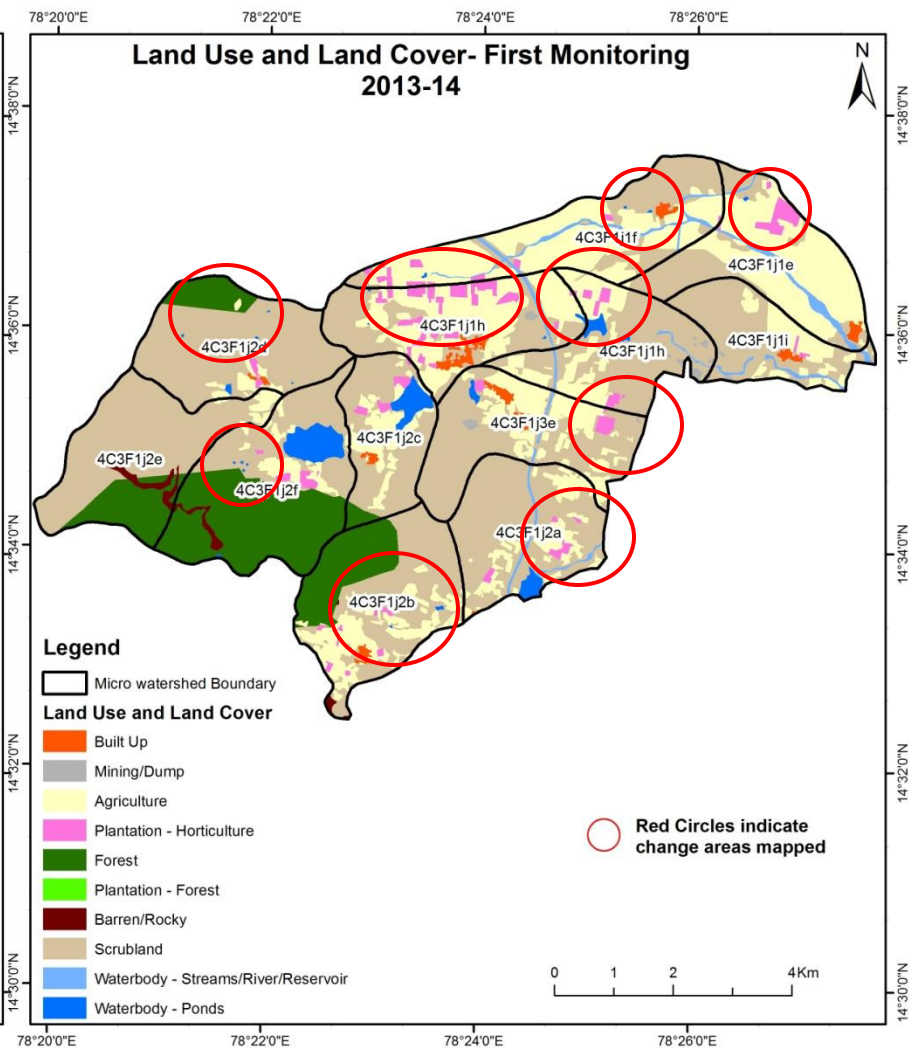 78°20'0"E 78°22'0"E 78°24'0"E 78°26'0"E
Land Use and Land Cover- First Monitoring
2013-14
N
14°38'0"N 14°38'0"N
4C3F1j1f
4C3F1j1e
4C3F1j1h
4C3F1j2d
4C3F1j1h
4C3F1j1i
14°36'0"N 14°36'0"N
4C3F1j3e
4C3F1j2c
4C3F1j2e
4C3F1j2f
4C3F1j2a
14°34'0"N 14°34'0"N
4C3F1j2b
Legend
Micro watershed Boundary
Land Use and Land Cover
Built Up
Mining/Dump
Agriculture
Plantation - Horticulture
Forest
Plantation - Forest
Barren/Rocky
Scrubland
Waterbody - Streams/River/Reservoir
Waterbody - Ponds
14°32'0"N 14°32'0"N
Red Circles indicate
change areas mapped
0 1 2 4Km
14°30'0"N 14°30'0"N
78°20'0"E 78°22'0"E 78°24'0"E 78°26'0"E